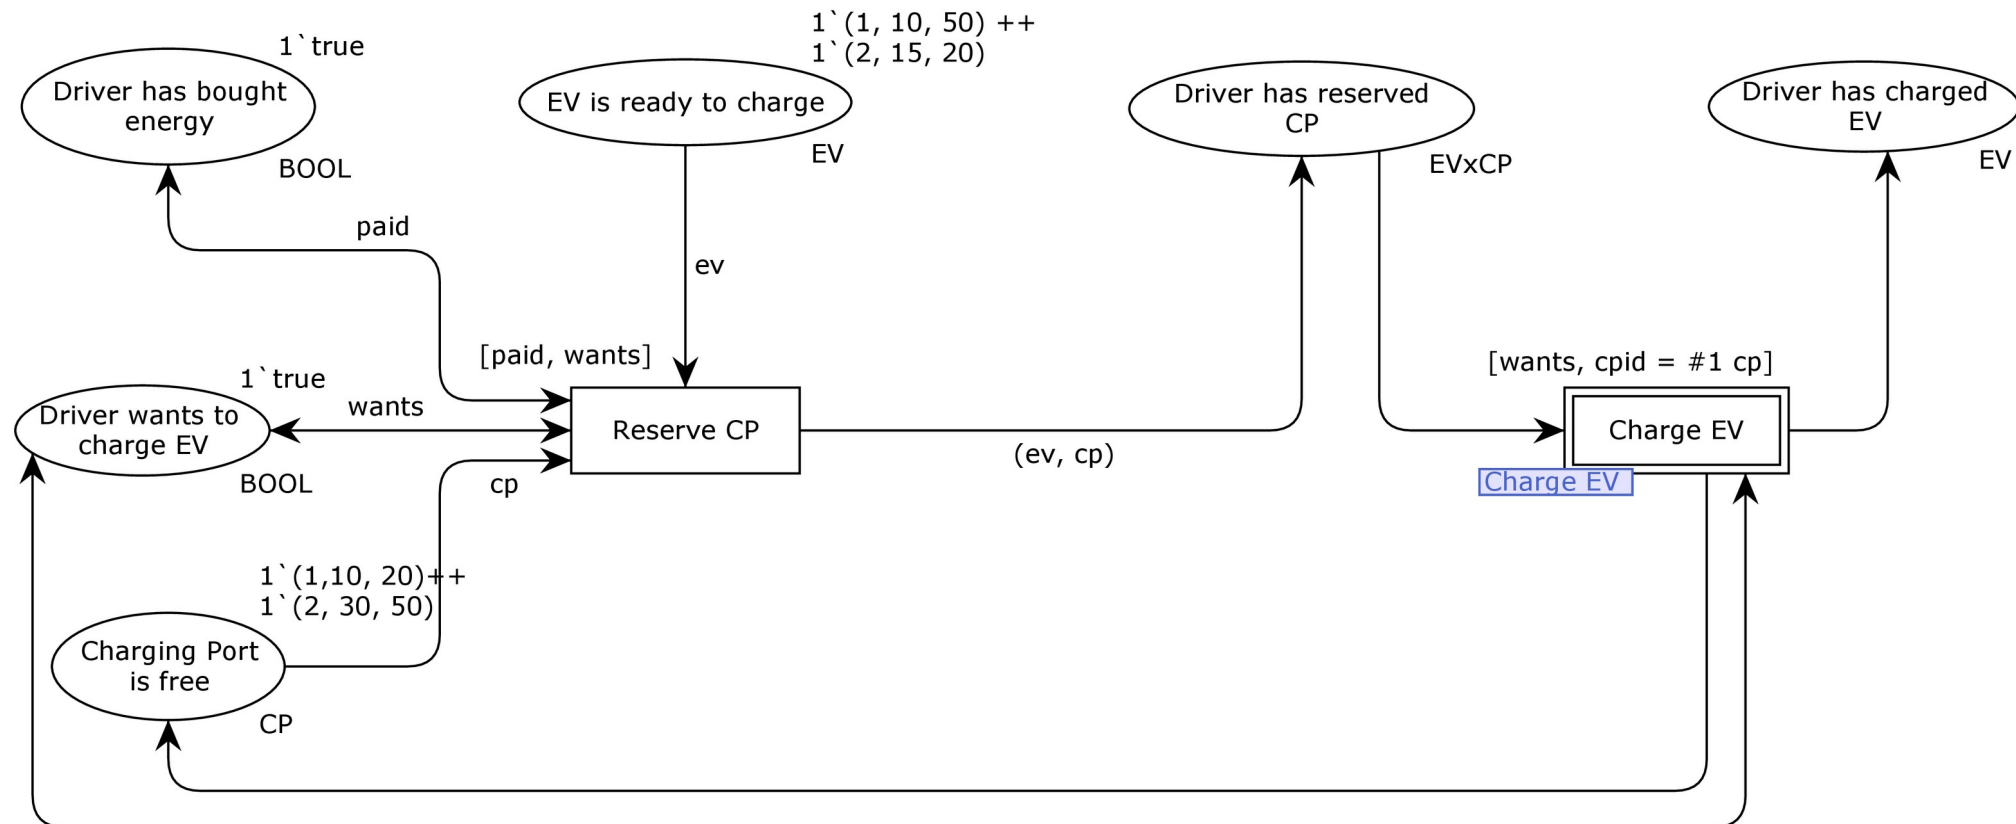 1`(1, 10, 50) ++
1`(2, 15, 20)
1`true
Driver has bought
energy
BOOL
EV is ready to charge
EV
Driver has reserved
CP
EVxCP
Driver has charged
EV
EV
paid
ev
[paid, wants]
[wants, cpid = #1 cp]
1`true
Driver wants to
charge EV
BOOL
wants
Reserve CP
(ev, cp)
Charge EV
Charge EV
cp
1`(1,10, 20)++
1`(2, 30, 50)
Charging Port
is free
CP